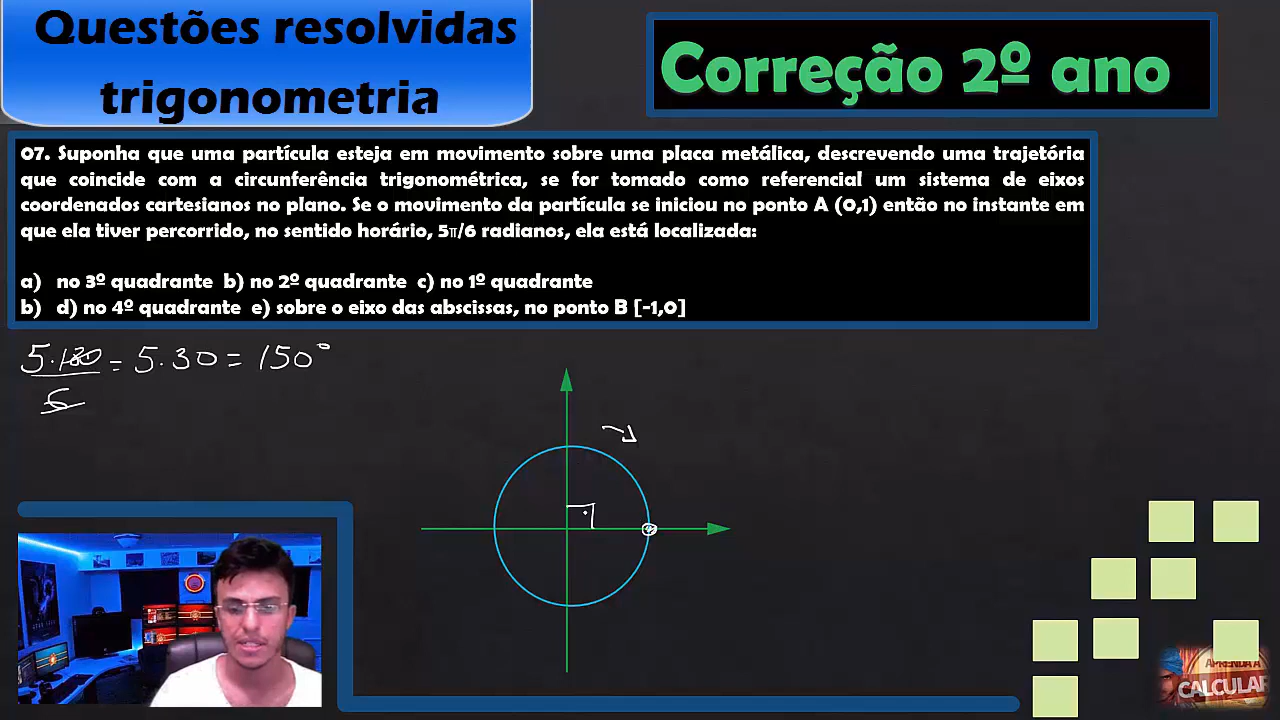 Questões resolvidas
trigonometria
Correção 2º ano
07. Suponha que uma partícula esteja em movimento sobre uma placa metálica, descrevendo uma trajetória
que coincide com a circunferência trigonométrica, se for tomado como referencial um sistema de eixos
coordenados cartesianos no plano. Se o movimento da partícula se iniciou no ponto A (0,1) então no instante em
que ela tiver percorrido, no sentido horário, 5π/6 radianos, ela está localizada:
a) no 3º quadrante b) no 2º quadrante c) no 1º quadrante
b) d) no 4º quadrante e) sobre o eixo das abscissas, no ponto B [-1,0]
5.180 = 5.30 = 150°
6
APRENDA A
CALCULAR